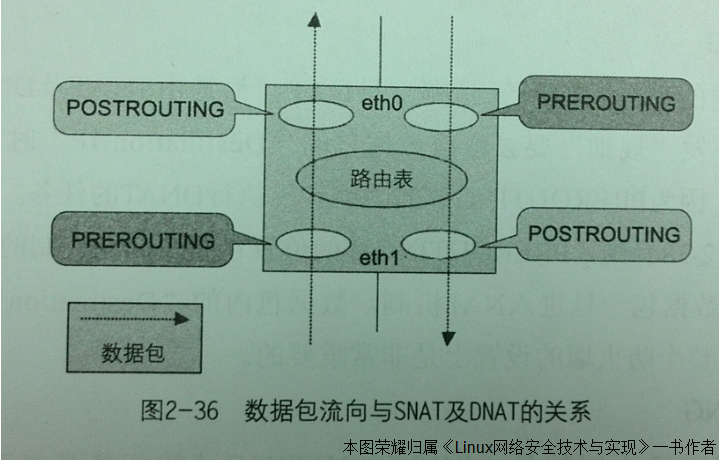 eth0
POSTROUTING
PREROUTING
路由表
PREROUTING
POSTROUTING
eth1
数据包
图2-36 数据包流向与SNAT及DNAT的关系
本图荣耀归属《Linux网络安全技术与实现》一书作者